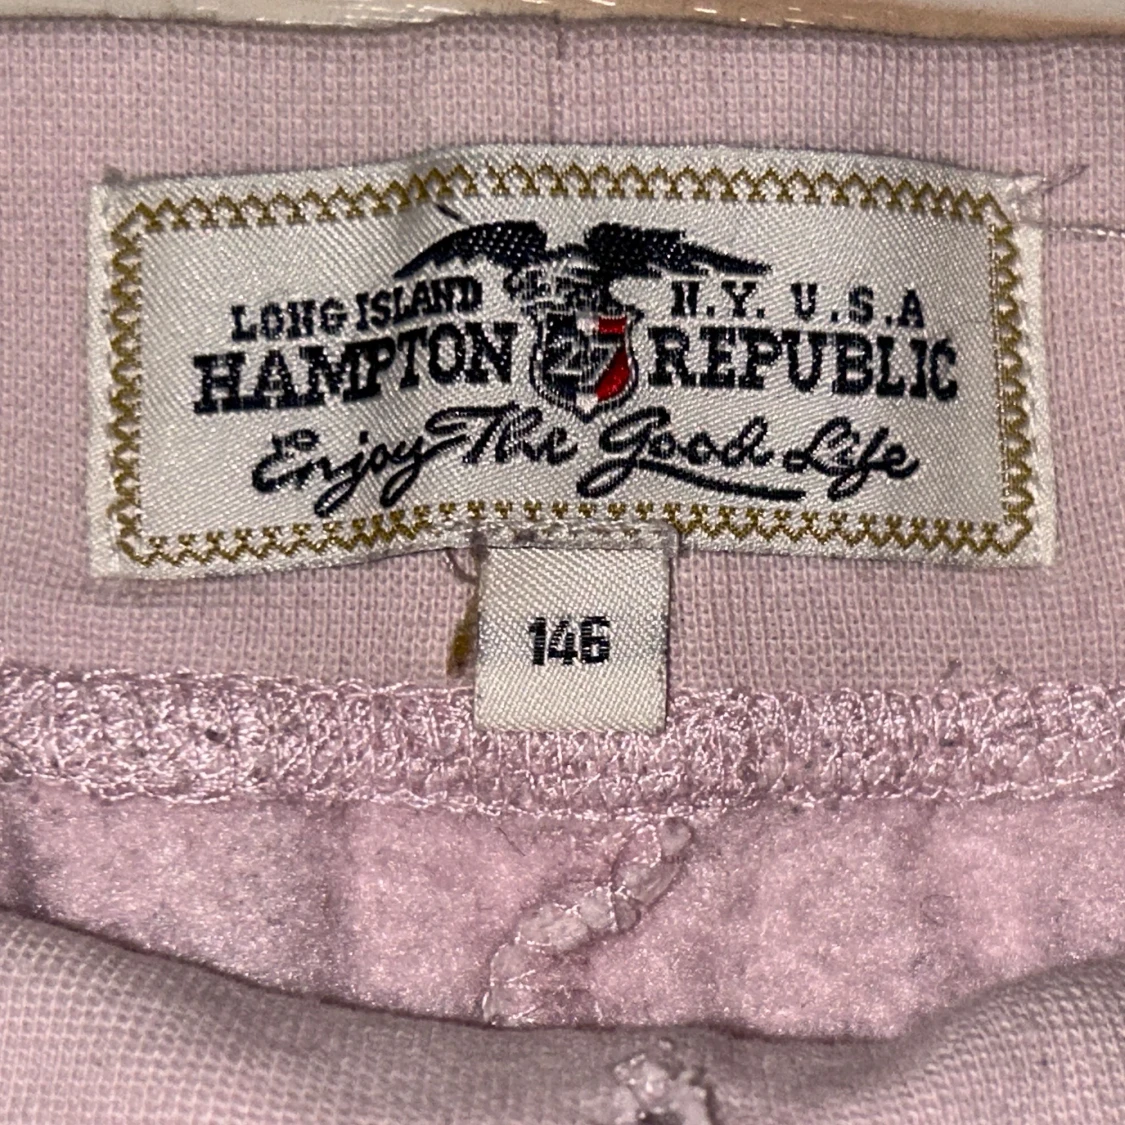 LONG ISLAND N.Y. U.S.A
HAMPTON 27 REPUBLIC
Enjoy The Good Life
146